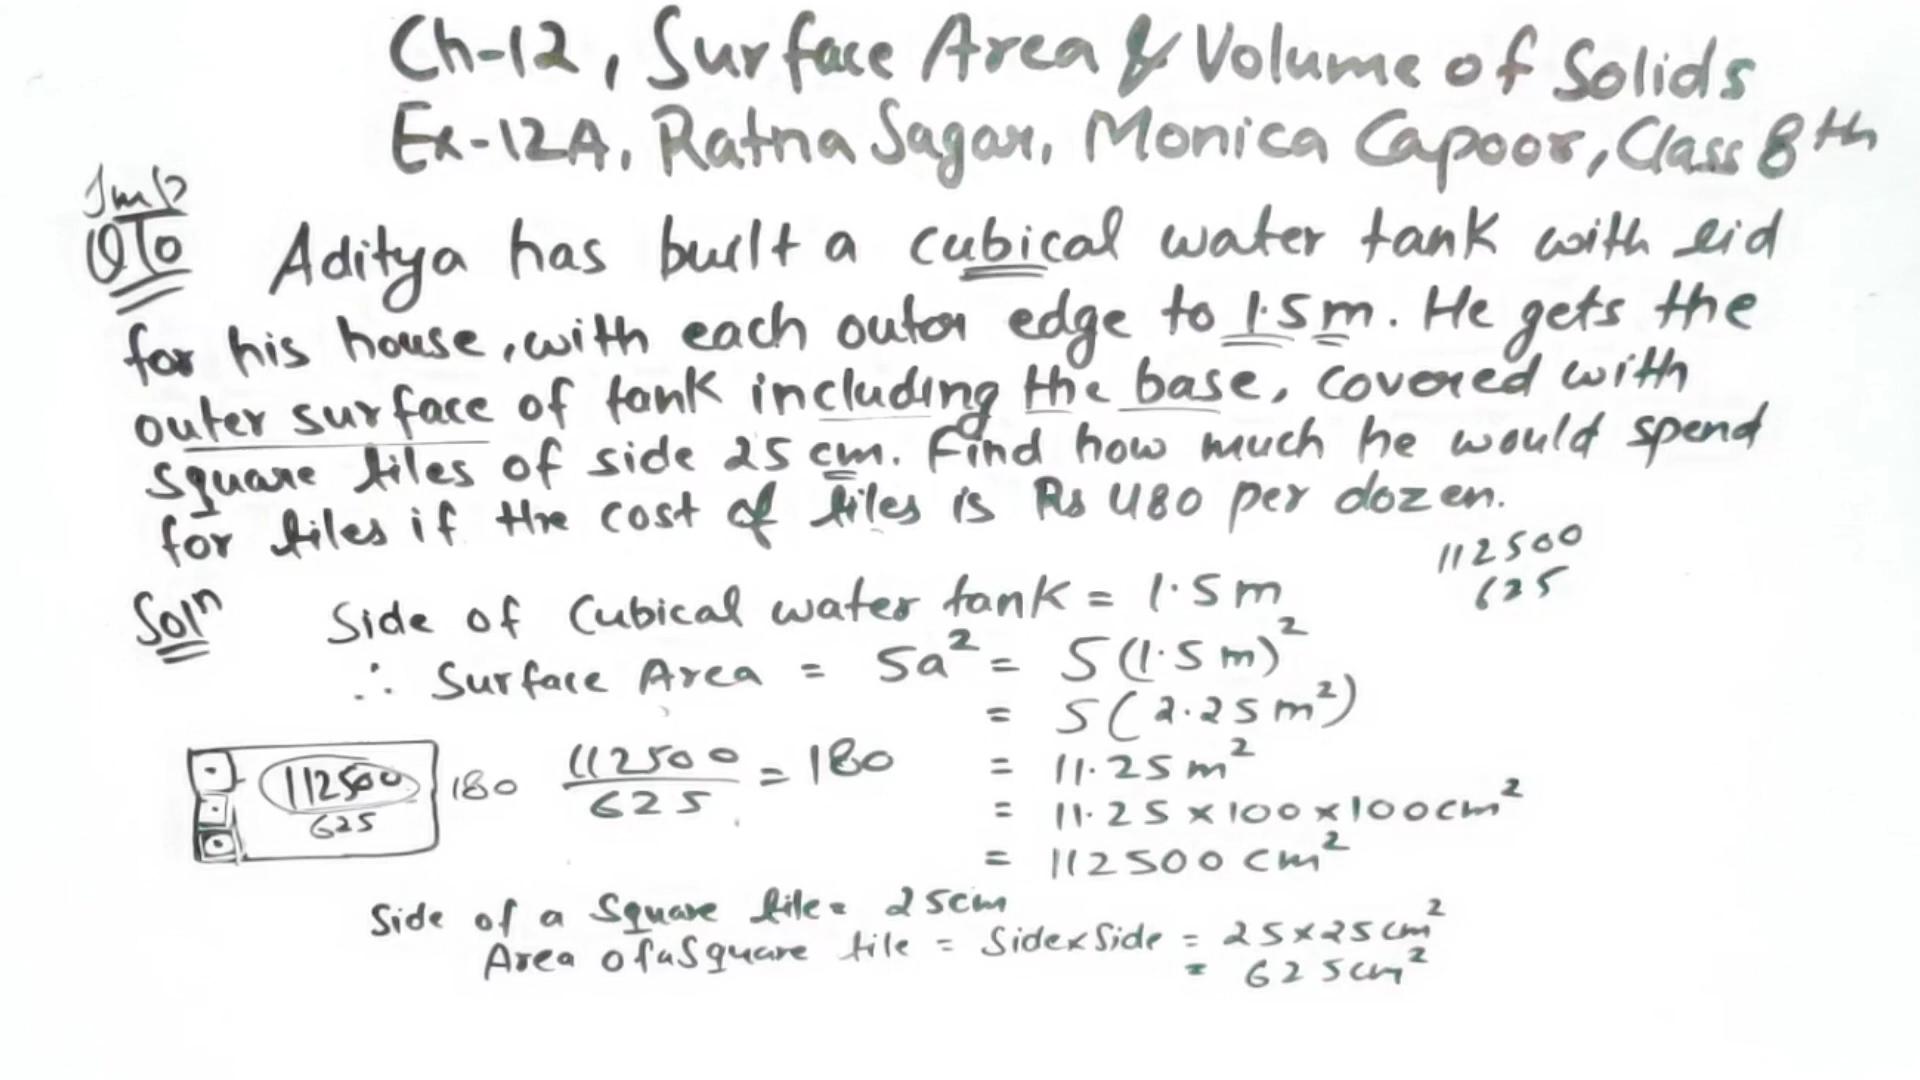 Ch-12, Surface Area & Volume of Solids
Ex-12A, Ratna Sagar, Monica Capoor, Class 8th
Imp
Q10 Aditya has built a cubical water tank with lid
for his house, with each outer edge to 1.5m. He gets the
outer surface of tank including the base, covered with
square tiles of side 25 cm. Find how much he would spend
for tiles if the cost of tiles is Rs 480 per dozen.
112500
625
Soln Side of Cubical water tank = 1.5m
∴ Surface Area = 5a² = 5(1.5m)²
= 5(2.25m²)
= 11.25m²
= 11.25 x 100 x 100cm²
= 112500 cm²
112500
625
180
112500/625 = 180
Side of a Square tile = 25cm
Area of a Square tile = Side x Side = 25x25cm²
= 625cm²